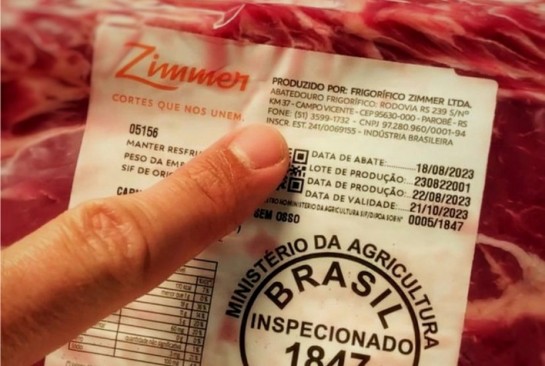 Zimmer
CORTES QUE NOS UNEM.
PRODUZIDO POR: FRIGORÍFICO ZIMMER LTDA.
ABATEDOURO FRIGORÍFICO: RODOVIA RS 239 S/Nº
KM 37 - CAMPO VICENTE - CEP 95630-000 - PAROBÉ - RS
FONE: (51) 3599-1732 - CNPJ 97.280.960/0001-94
INSCR. EST. 241/0069155 - INDÚSTRIA BRASILEIRA
05156
MANTER RESFRI
PESO DA EM
SIF DE ORI
DATA DE ABATE: 18/08/2023
LOTE DE PRODUÇÃO: 230822001
DATA DE PRODUÇÃO: 22/08/2023
DATA DE VALIDADE: 21/10/2023
0005/1847
SEM OSSO
MINISTÉRIO DA AGRICULTURA
BRASIL
INSPECIONADO
1847